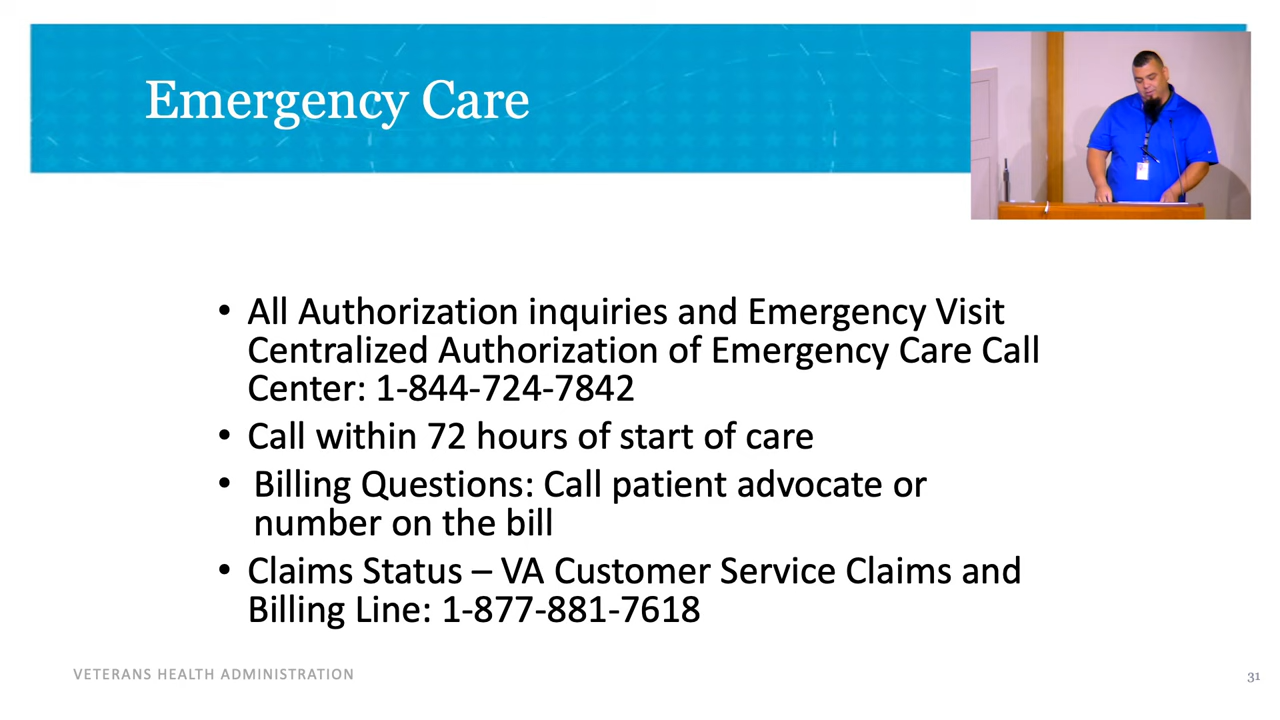 Emergency Care
• All Authorization inquiries and Emergency Visit
Centralized Authorization of Emergency Care Call
Center: 1-844-724-7842
• Call within 72 hours of start of care
• Billing Questions: Call patient advocate or
number on the bill
• Claims Status – VA Customer Service Claims and
Billing Line: 1-877-881-7618
VETERANS HEALTH ADMINISTRATION
31